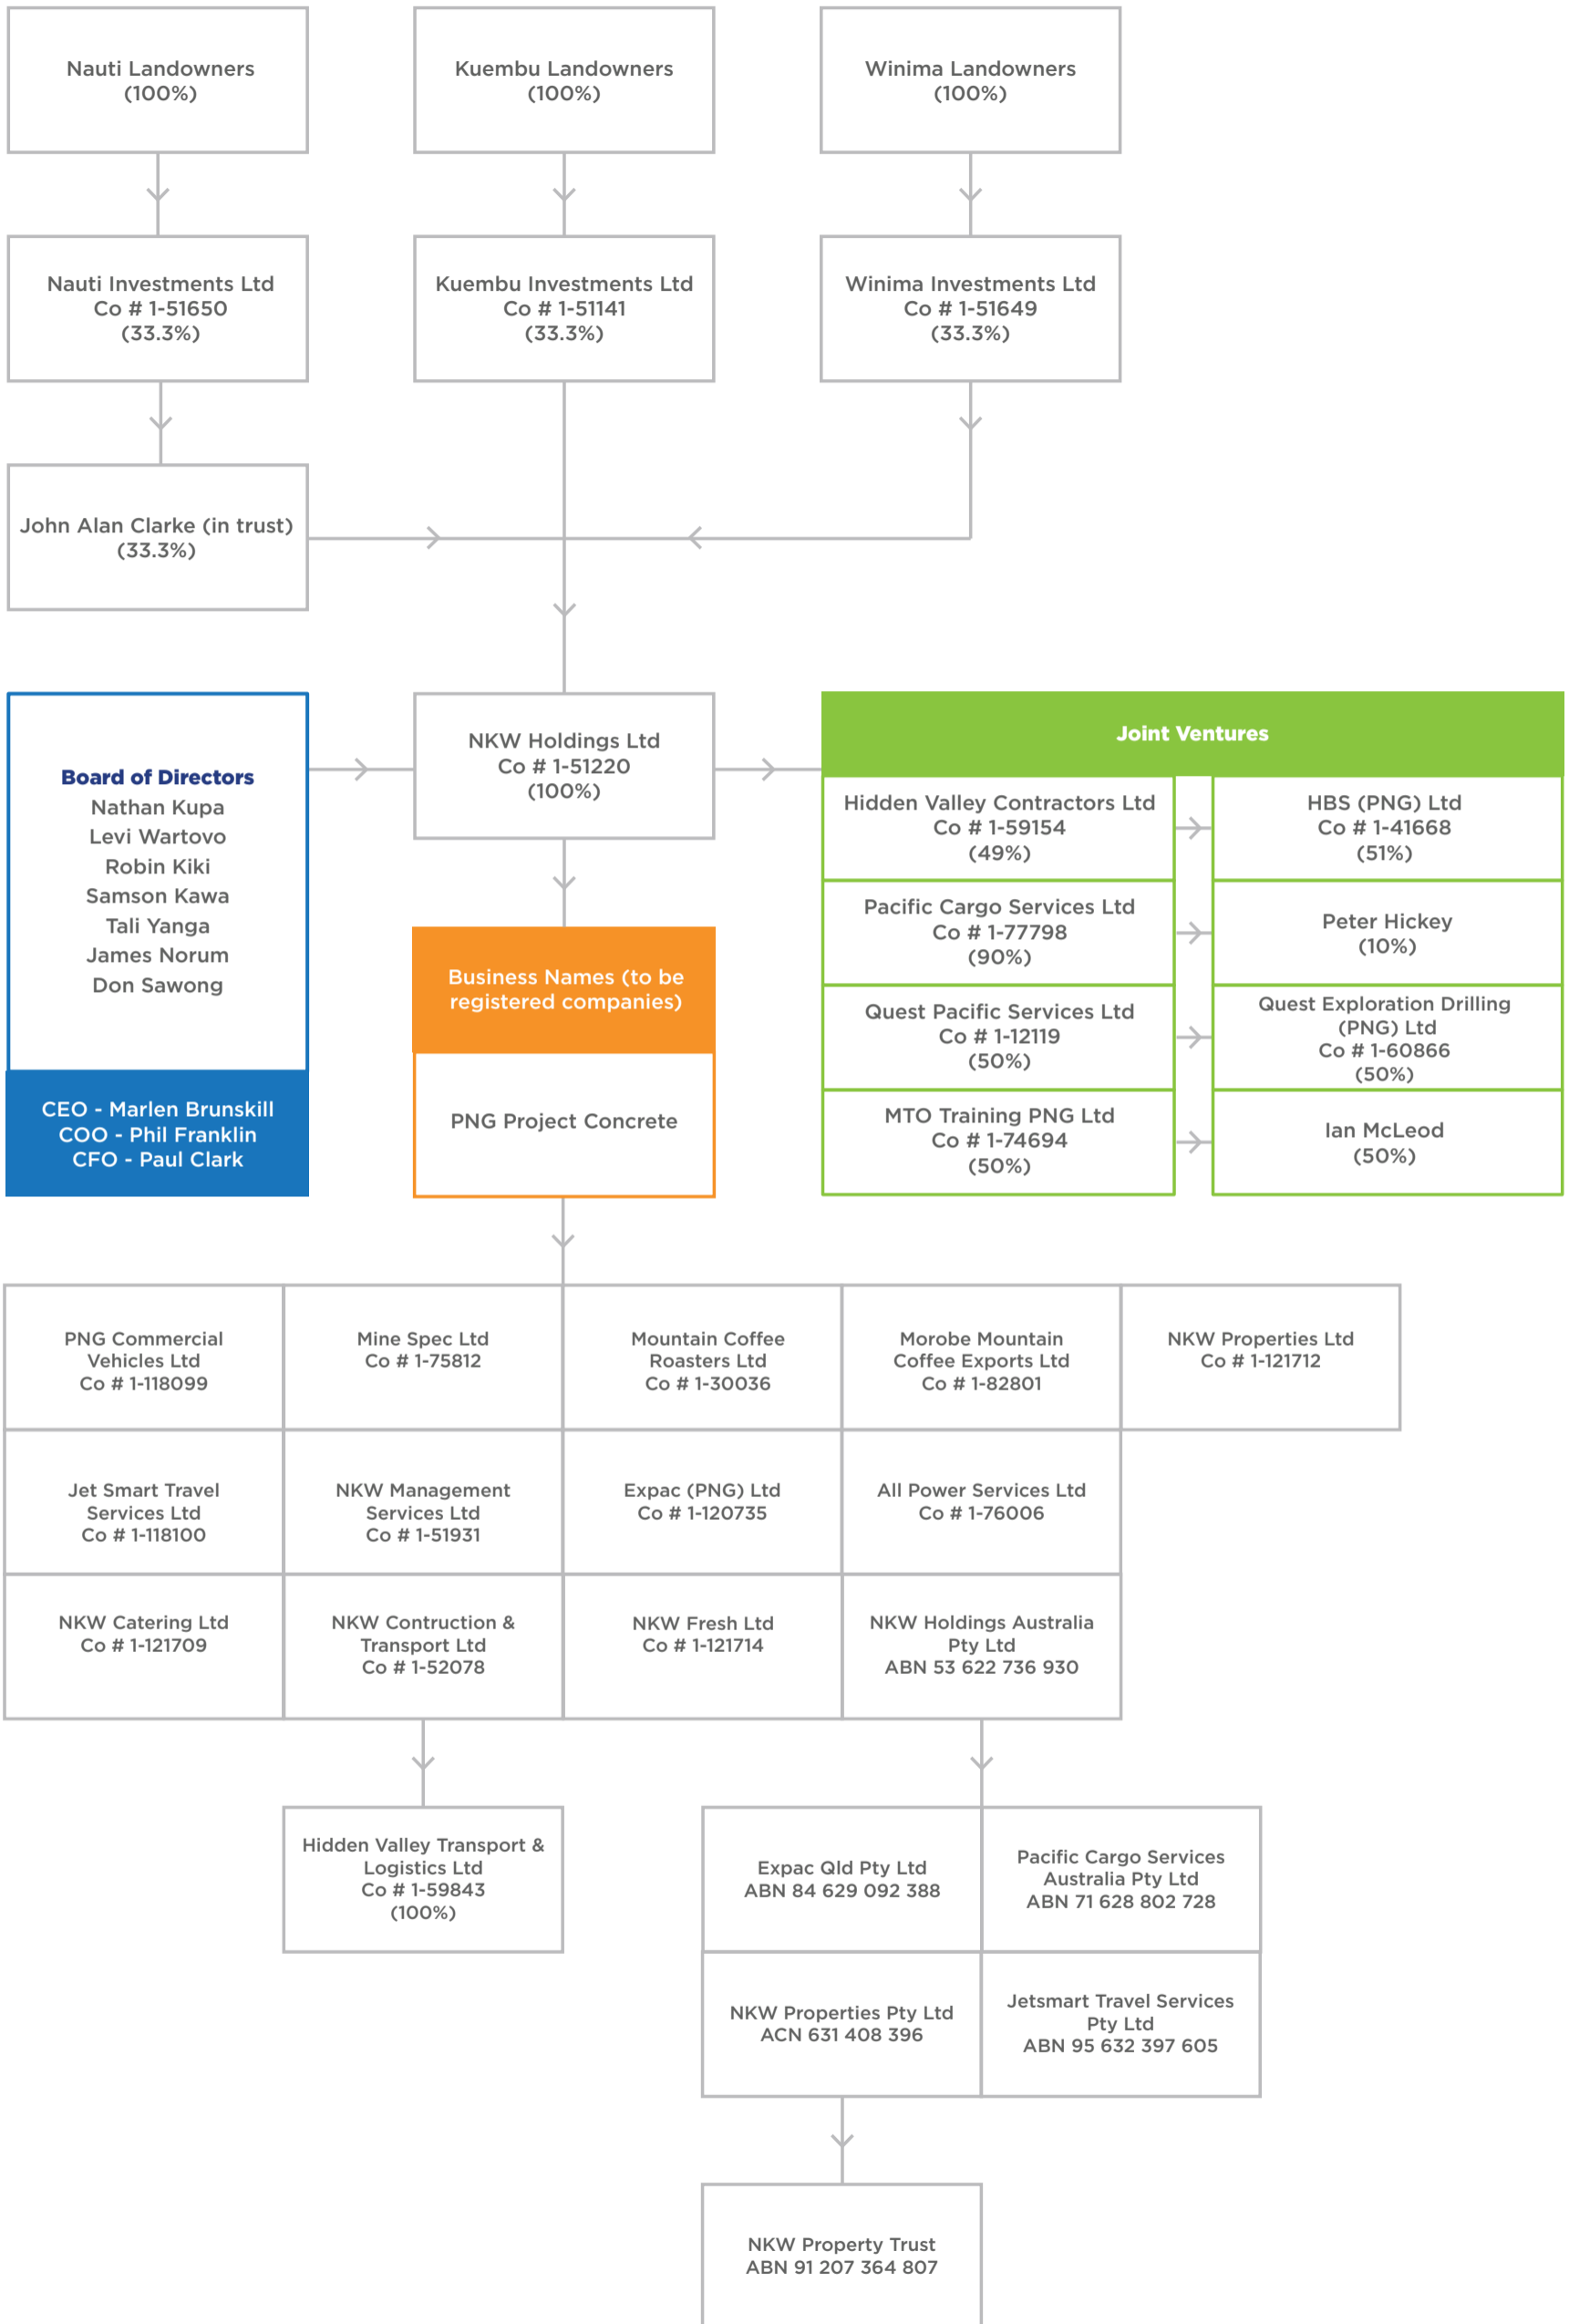 Nauti Landowners
(100%)
Kuembu Landowners
(100%)
Winima Landowners
(100%)
Nauti Investments Ltd
Co # 1-51650
(33.3%)
Kuembu Investments Ltd
Co # 1-51141
(33.3%)
Winima Investments Ltd
Co # 1-51649
(33.3%)
John Alan Clarke (in trust)
(33.3%)
Board of Directors
Nathan Kupa
Levi Wartovo
Robin Kiki
Samson Kawa
Tali Yanga
James Norum
Don Sawong
CEO - Marlen Brunskill
COO - Phil Franklin
CFO - Paul Clark
NKW Holdings Ltd
Co # 1-51220
(100%)
Business Names (to be
registered companies)
PNG Project Concrete
Joint Ventures
Hidden Valley Contractors Ltd
Co # 1-59154
(49%)
HBS (PNG) Ltd
Co # 1-41668
(51%)
Pacific Cargo Services Ltd
Co # 1-77798
(90%)
Peter Hickey
(10%)
Quest Pacific Services Ltd
Co # 1-12119
(50%)
Quest Exploration Drilling
(PNG) Ltd
Co # 1-60866
(50%)
MTO Training PNG Ltd
Co # 1-74694
(50%)
Ian McLeod
(50%)
PNG Commercial
Vehicles Ltd
Co # 1-118099
Mine Spec Ltd
Co # 1-75812
Mountain Coffee
Roasters Ltd
Co # 1-30036
Morobe Mountain
Coffee Exports Ltd
Co # 1-82801
NKW Properties Ltd
Co # 1-121712
Jet Smart Travel
Services Ltd
Co # 1-118100
NKW Management
Services Ltd
Co # 1-51931
Expac (PNG) Ltd
Co # 1-120735
All Power Services Ltd
Co # 1-76006
NKW Catering Ltd
Co # 1-121709
NKW Contruction &
Transport Ltd
Co # 1-52078
NKW Fresh Ltd
Co # 1-121714
NKW Holdings Australia
Pty Ltd
ABN 53 622 736 930
Hidden Valley Transport &
Logistics Ltd
Co # 1-59843
(100%)
Expac Qld Pty Ltd
ABN 84 629 092 388
Pacific Cargo Services
Australia Pty Ltd
ABN 71 628 802 728
NKW Properties Pty Ltd
ACN 631 408 396
Jetsmart Travel Services
Pty Ltd
ABN 95 632 397 605
NKW Property Trust
ABN 91 207 364 807